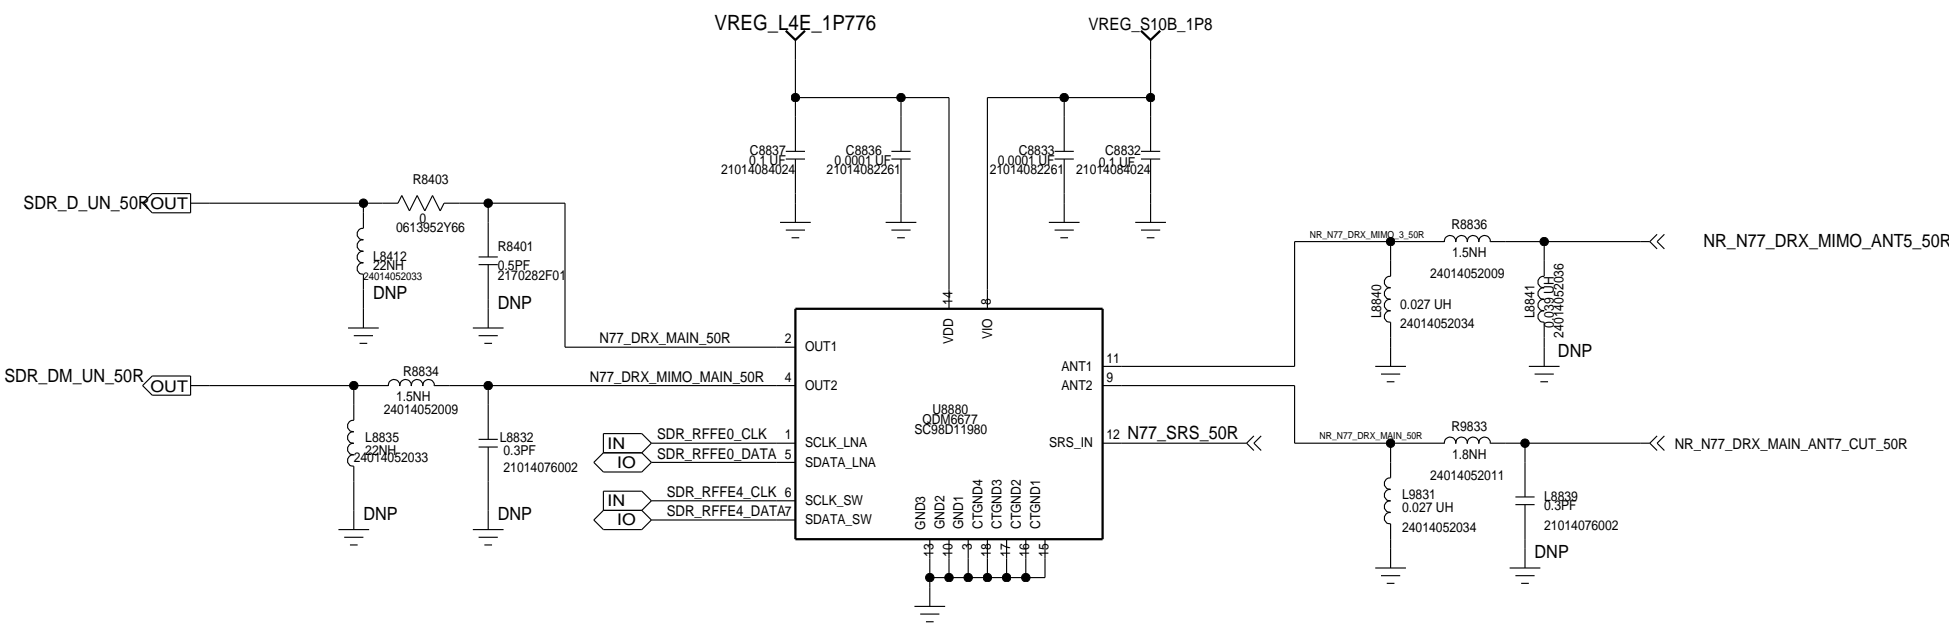 VREG_L4E_1P776
VREG_S10B_1P8
C8837
0.1 UF
21014084024
C8836
0.0001 UF
21014082261
C8833
0.0001 UF
21014082261
C8832
0.1 UF
21014084024
SDR_D_UN_50R
OUT
R8403
0
0613952Y66
L8412
22NH
24014052033
DNP
R8401
0.5PF
2170282F01
DNP
SDR_DM_UN_50R
OUT
R8834
1.5NH
24014052009
L8835
22NH
24014052033
DNP
L8832
0.3PF
21014076002
DNP
N77_DRX_MAIN_50R
2
OUT1
N77_DRX_MIMO_MAIN_50R
4
OUT2
IN
SDR_RFFE0_CLK
1
SCLK_LNA
IO
SDR_RFFE0_DATA
5
SDATA_LNA
IN
SDR_RFFE4_CLK
6
SCLK_SW
IO
SDR_RFFE4_DATA
7
SDATA_SW
14
VDD
8
VIO
U8880
QDM6677
SC98D11980
ANT1
11
ANT2
9
SRS_IN
12
N77_SRS_50R
GND3
GND2
GND1
CTGND4
CTGND3
CTGND2
CTGND1
13
10
3
18
17
16
15
NR_N77_DRX_MIMO_3_50R
R8836
1.5NH
24014052009
NR_N77_DRX_MIMO_ANT5_50R
L8840
0.027 UH
24014052034
L8841
0.039 UH
24014052036
DNP
NR_N77_DRX_MAIN_50R
R9833
1.8NH
24014052011
NR_N77_DRX_MAIN_ANT7_CUT_50R
L9831
0.027 UH
24014052034
L8839
0.3PF
21014076002
DNP